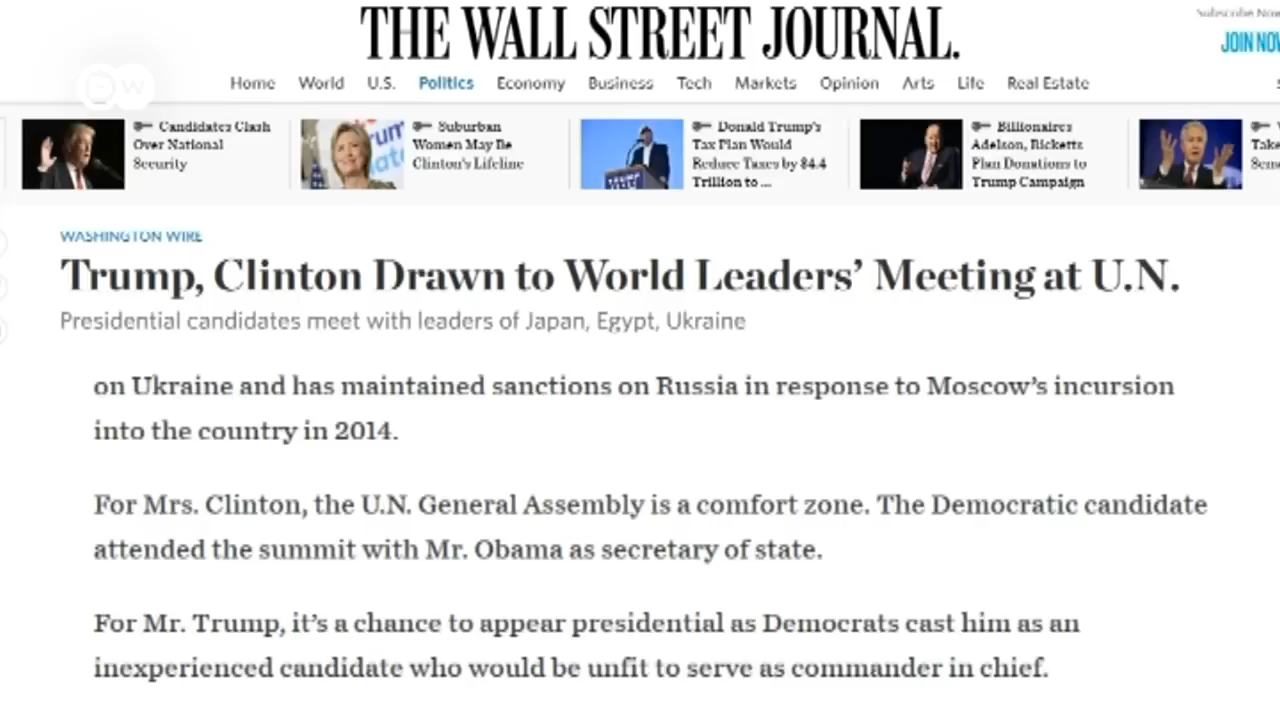 Subscribe Now
THE WALL STREET JOURNAL.
JOIN NOW
DW
Home World U.S. Politics Economy Business Tech Markets Opinion Arts Life Real Estate
Candidates Clash
Over National
Security
Suburban
Women May Be
Clinton's Lifeline
Donald Trump's
Tax Plan Would
Reduce Taxes by $4.4
Trillion to ...
Billionaires
Adelson, Ricketts
Plan Donations to
Trump Campaign
Take
WASHINGTON WIRE
Trump, Clinton Drawn to World Leaders' Meeting at U.N.
Presidential candidates meet with leaders of Japan, Egypt, Ukraine
on Ukraine and has maintained sanctions on Russia in response to Moscow's incursion
into the country in 2014.
For Mrs. Clinton, the U.N. General Assembly is a comfort zone. The Democratic candidate
attended the summit with Mr. Obama as secretary of state.
For Mr. Trump, it's a chance to appear presidential as Democrats cast him as an
inexperienced candidate who would be unfit to serve as commander in chief.